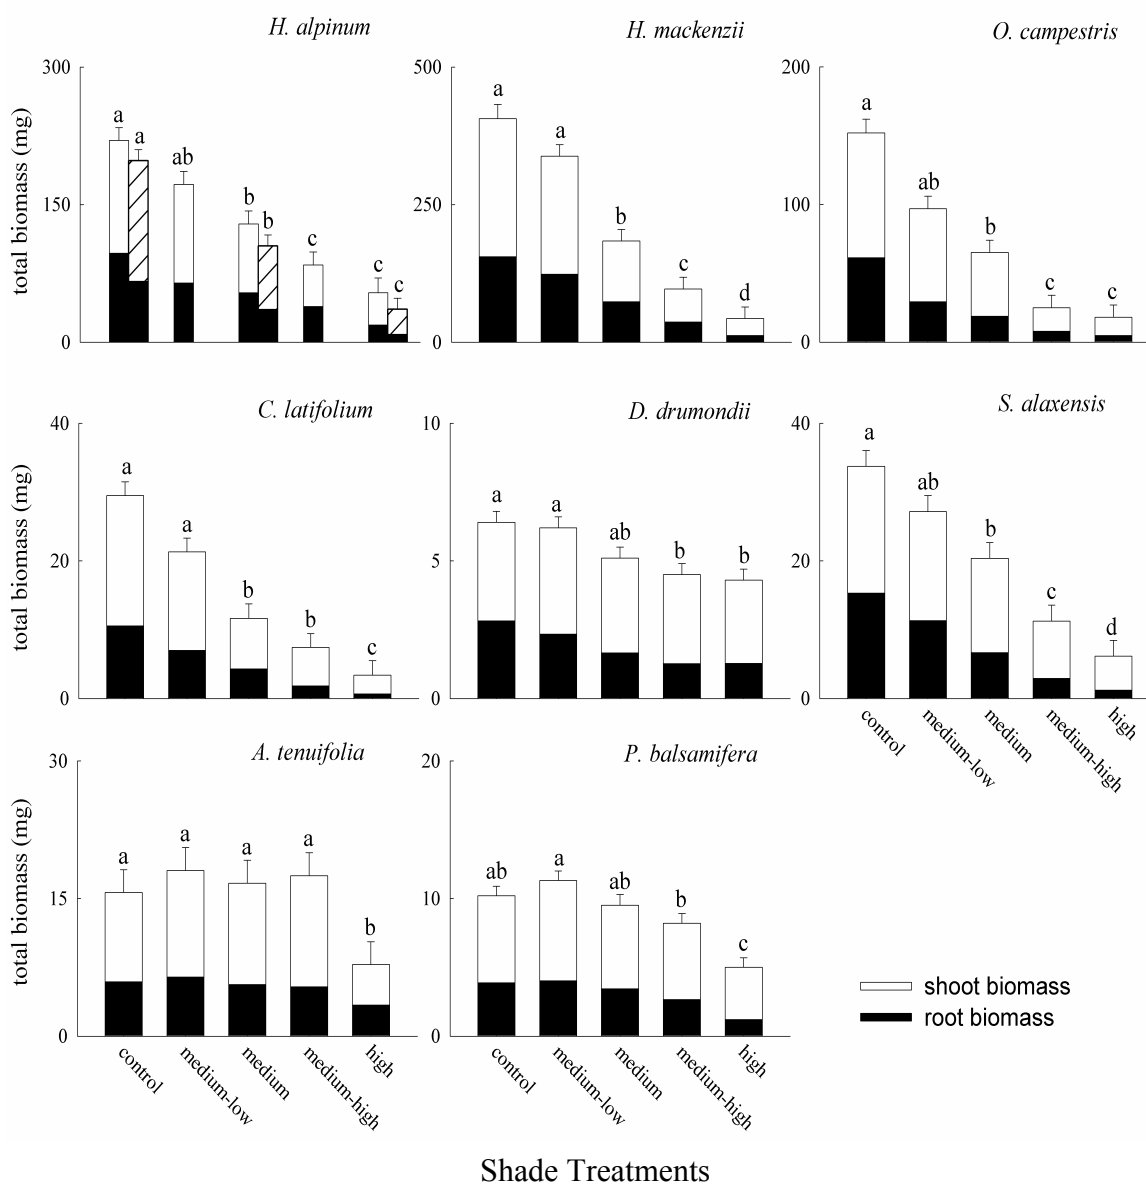 H. alpinum
H. mackenzii
O. campestris
total biomass (mg)
300
150
0
a
a
ab
b
b
c
c
c
500
250
0
a
a
b
c
d
200
100
0
a
ab
b
c
c
C. latifolium
D. drumondii
S. alaxensis
total biomass (mg)
40
20
0
a
a
b
b
c
10
5
0
a
a
ab
b
b
40
20
0
a
ab
b
c
d
control
medium-low
medium
medium-high
high
A. tenuifolia
P. balsamifera
total biomass (mg)
30
15
0
a
a
a
a
b
control
medium-low
medium
medium-high
high
20
10
0
ab
a
ab
b
c
control
medium-low
medium
medium-high
high
shoot biomass
root biomass
Shade Treatments